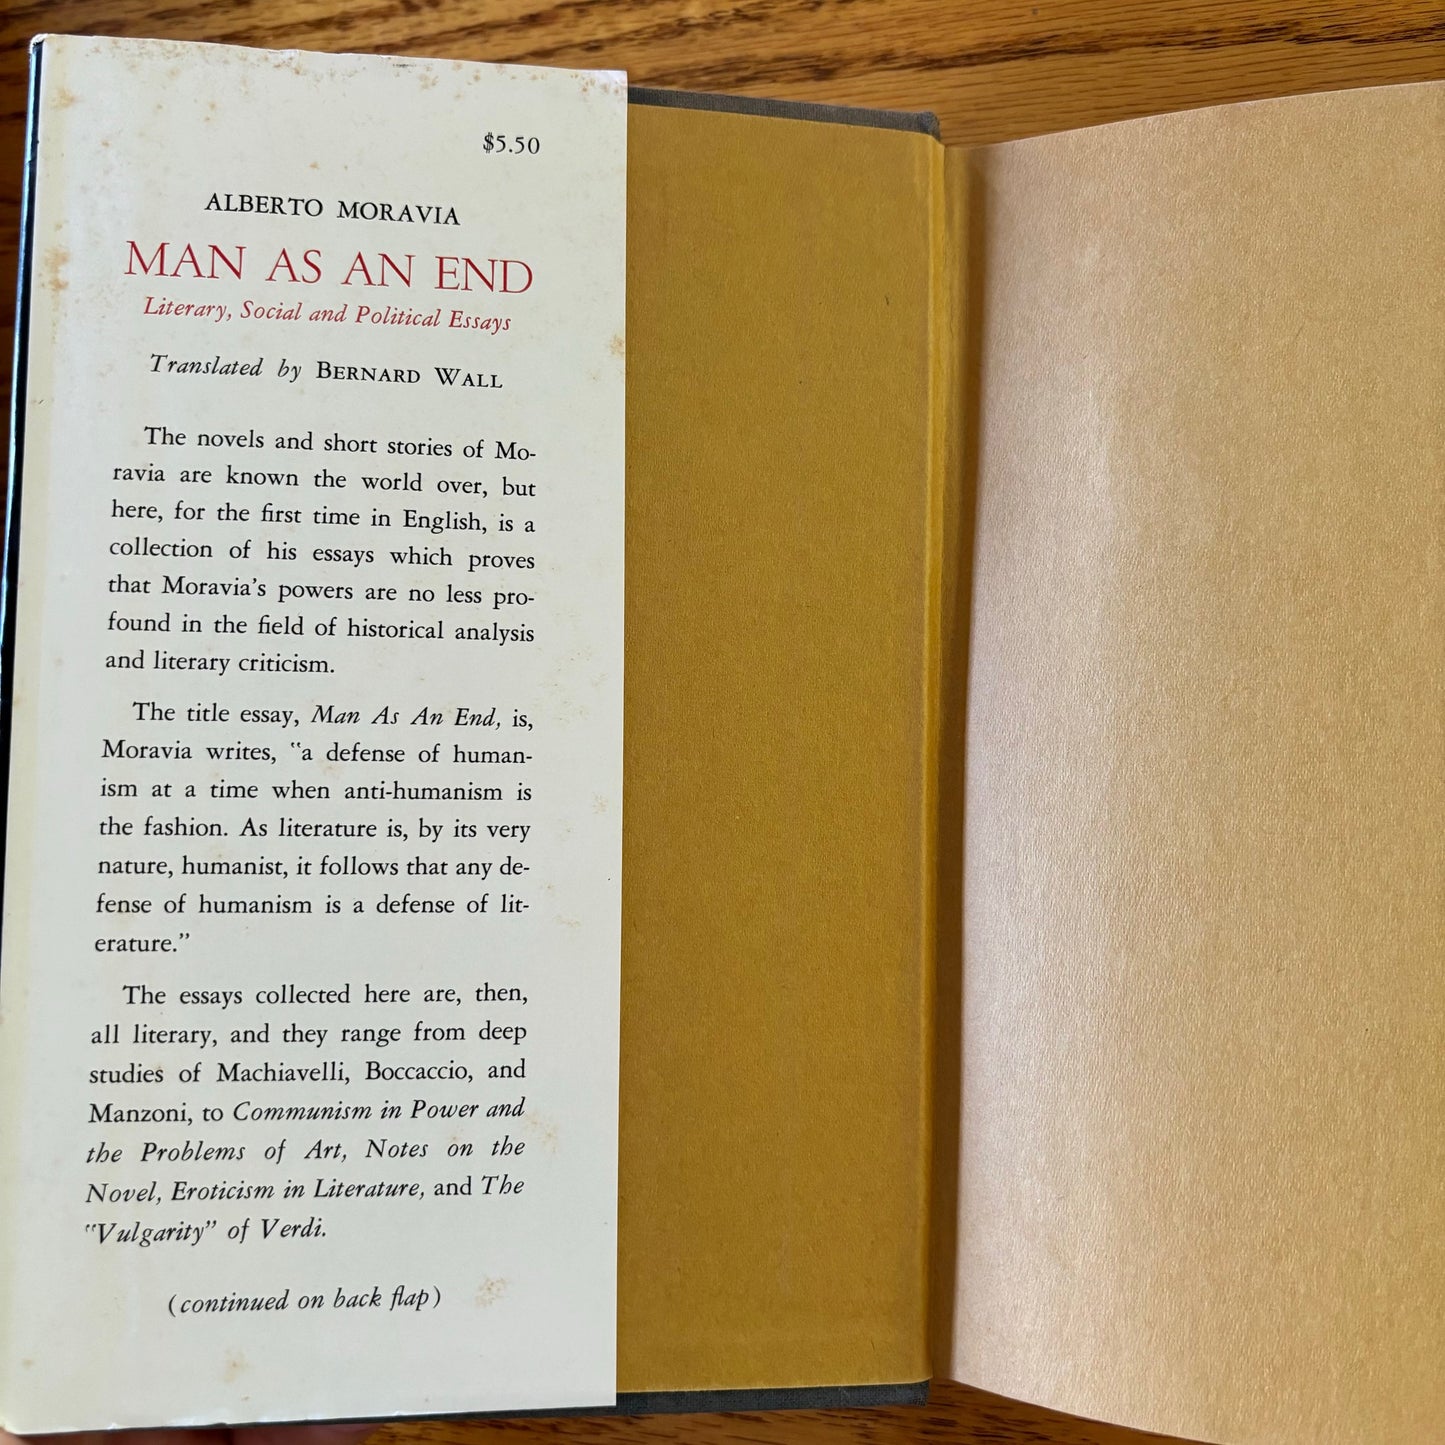 $5.50
ALBERTO MORAVIA
MAN AS AN END
Literary, Social and Political Essays
Translated by BERNARD WALL
The novels and short stories of Mo-
ravia are known the world over, but
here, for the first time in English, is a
collection of his essays which proves
that Moravia's powers are no less pro-
found in the field of historical analysis
and literary criticism.
The title essay, Man As An End, is,
Moravia writes, "a defense of human-
ism at a time when anti-humanism is
the fashion. As literature is, by its very
nature, humanist, it follows that any de-
fense of humanism is a defense of lit-
erature."
The essays collected here are, then,
all literary, and they range from deep
studies of Machiavelli, Boccaccio, and
Manzoni, to Communism in Power and
the Problems of Art, Notes on the
Novel, Eroticism in Literature, and The
"Vulgarity" of Verdi.
(continued on back flap)